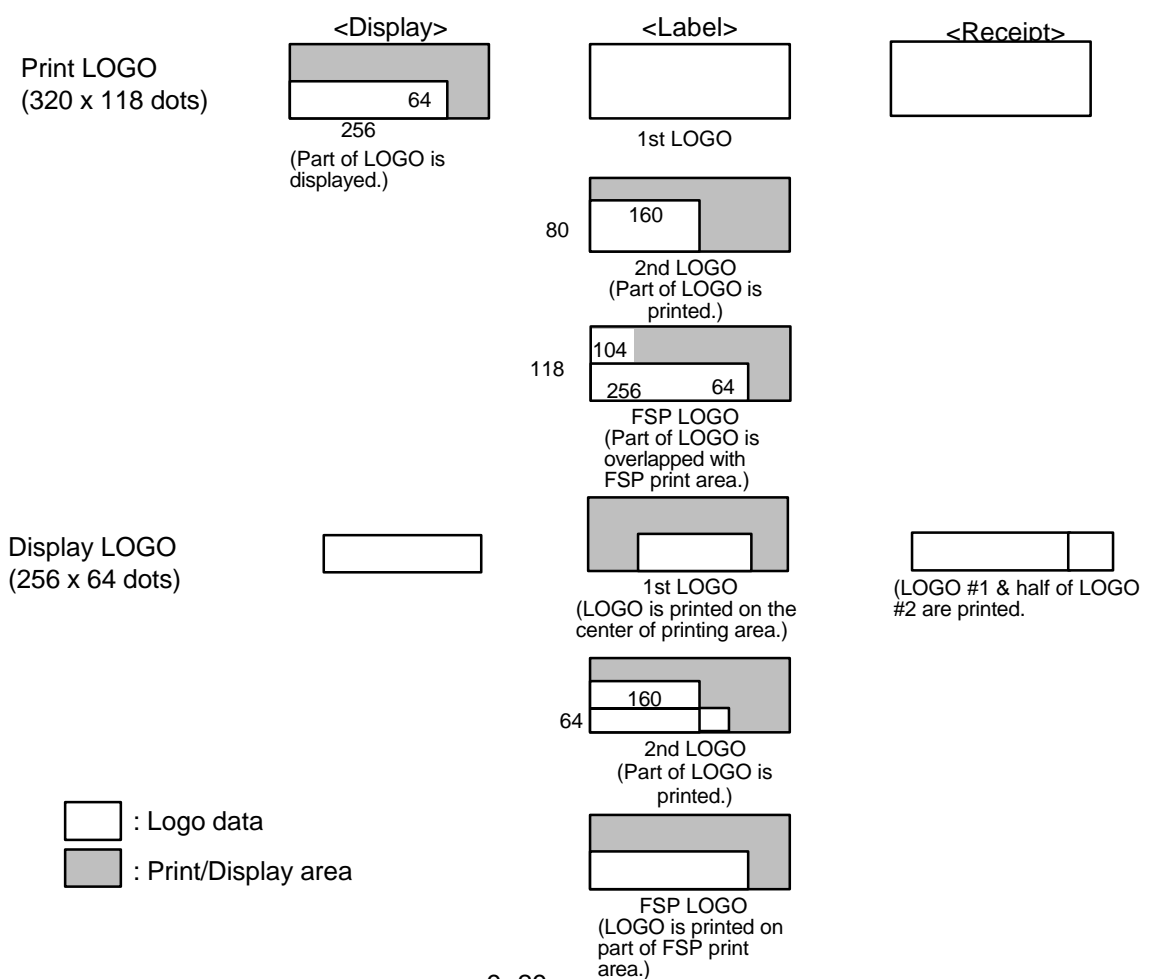 <Display>
<Label>
<Receipt>
Print LOGO
(320 x 118 dots)
64
256
(Part of LOGO is
displayed.)
1st LOGO
160
80
2nd LOGO
(Part of LOGO is
printed.)
104
118
256
64
FSP LOGO
(Part of LOGO is
overlapped with
FSP print area.)
Display LOGO
(256 x 64 dots)
1st LOGO
(LOGO is printed on the
center of printing area.)
(LOGO #1 & half of LOGO
#2 are printed.
160
64
2nd LOGO
(Part of LOGO is
printed.)
: Logo data
: Print/Display area
FSP LOGO
(LOGO is printed on
part of FSP print
area.)